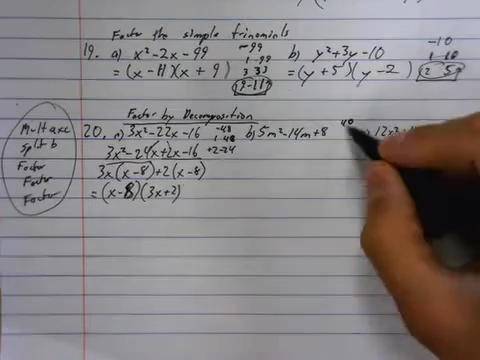 Factor the simple trinomials
19. a) x² - 2x - 99
-99
1 -99
3 33
9 -11
= (x - 11)(x + 9)
b) y² + 3y - 10
-10
1 -10
2 5
= (y + 5)(y - 2)
Factor by Decomposition
Mult axc
split b
Factor
Factor
Factor
20. a) 3x² - 22x - 16
-48
1 48
+2 -24
3x² - 24x + 2x - 16
3x(x - 8) + 2(x - 8)
= (x - 8)(3x + 2)
b) 5m² - 14m + 8
40
12x²